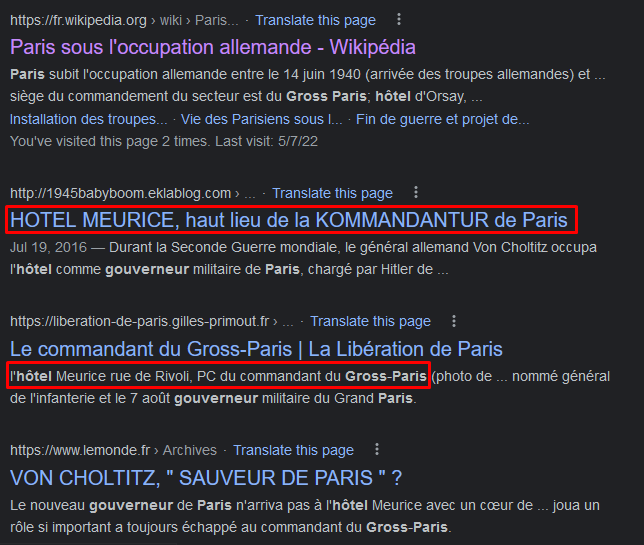 https://fr.wikipedia.org › wiki › Paris... · Translate this page
Paris sous l'occupation allemande - Wikipédia
Paris subit l'occupation allemande entre le 14 juin 1940 (arrivée des troupes allemandes) et ...
siège du commandement du secteur est du Gross Paris; hôtel d'Orsay, ...
Installation des troupes... · Vie des Parisiens sous l... · Fin de guerre et projet de...
You've visited this page 2 times. Last visit: 5/7/22
http://1945babyboom.eklablog.com › ... · Translate this page
HOTEL MEURICE, haut lieu de la KOMMANDANTUR de Paris
Jul 19, 2016 — Durant la Seconde Guerre mondiale, le général allemand Von Choltitz occupa
l'hôtel comme gouverneur militaire de Paris, chargé par Hitler de ...
https://liberation-de-paris.gilles-primout.fr › ... · Translate this page
Le commandant du Gross-Paris | La Libération de Paris
l'hôtel Meurice rue de Rivoli, PC du commandant du Gross-Paris (photo de ... nommé général
de l'infanterie et le 7 août gouverneur militaire du Grand Paris.
https://www.lemonde.fr › Archives · Translate this page
VON CHOLTITZ, " SAUVEUR DE PARIS " ?
Le nouveau gouverneur de Paris n'arriva pas à l'hôtel Meurice avec un cœur de ... joua un
rôle si important a toujours échappé au commandant du Gross-Paris.